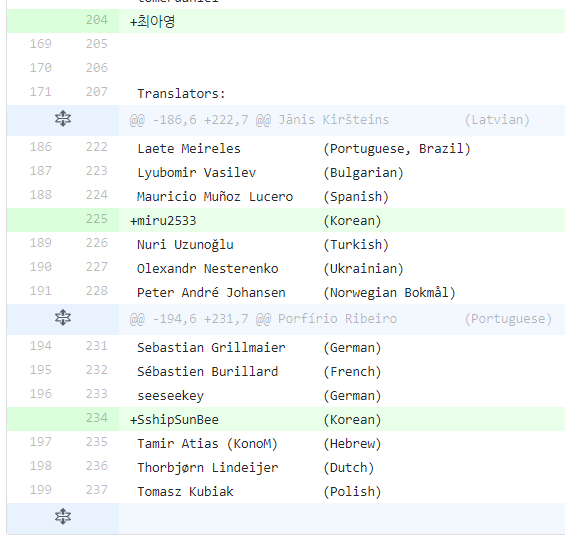 204 +최아영
169 205
170 206
171 207 Translators:
@@ -186,6 +222,7 @@ Jānis Kiršteins (Latvian)
186 222 Laete Meireles (Portuguese, Brazil)
187 223 Lyubomir Vasilev (Bulgarian)
188 224 Mauricio Muñoz Lucero (Spanish)
225 +miru2533 (Korean)
189 226 Nuri Uzunoğlu (Turkish)
190 227 Olexandr Nesterenko (Ukrainian)
191 228 Peter André Johansen (Norwegian Bokmål)
@@ -194,6 +231,7 @@ Porfírio Ribeiro (Portuguese)
194 231 Sebastian Grillmaier (German)
195 232 Sébastien Burillard (French)
196 233 seeseekey (German)
234 +SshipSunBee (Korean)
197 235 Tamir Atias (KonoM) (Hebrew)
198 236 Thorbjørn Lindeijer (Dutch)
199 237 Tomasz Kubiak (Polish)